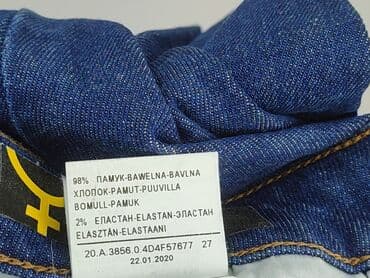 98% ПАМУК-BAWEŁNA-BAVLNA
ХЛОПОК-PAMUT-PUUVILLA
BOMULL-PAMUK
2% ЕЛАСТАН-ELASTAN-ЭЛАСТАН
ELASZTÁN-ELASTAANI
20.A.3856.0.4D4F57677 27
22.01.2020